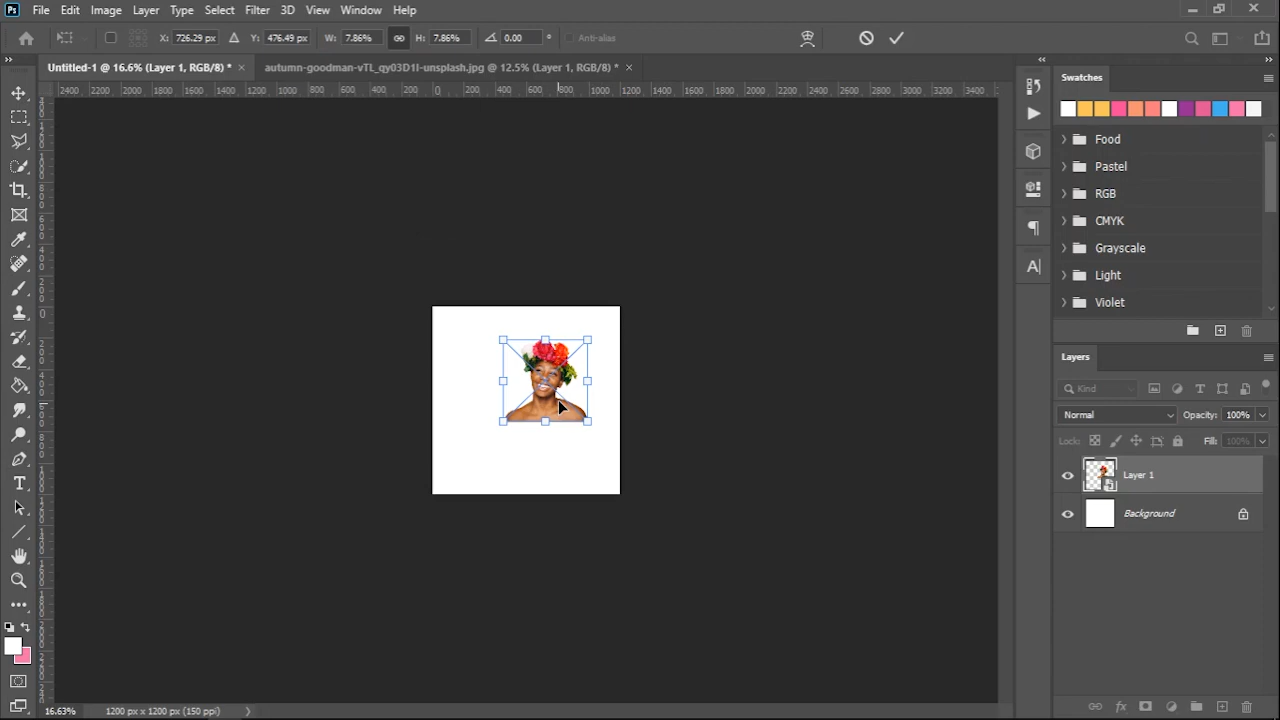 Ps File Edit Image Layer Type Select Filter 3D View Window Help
X: 726.29 px Y: 476.49 px W: 7.86% H: 7.86% 0.00 ° Anti-alias
Untitled-1 @ 16.6% (Layer 1, RGB/8) * × autumn-goodman-vTL_qy03D1I-unsplash.jpg @ 12.5% (Layer 1, RGB/8) * ×
2400 2200 2000 1800 1600 1400 1200 1000 800 600 400 200 0 200 400 600 800 1000 1200 1400 1600 1800 2000 2200 2400 2600 2800 3000 3200 3400
Swatches
Food
Pastel
RGB
CMYK
Grayscale
Light
Violet
Layers
Kind
Normal Opacity: 100%
Lock: Fill: 100%
Layer 1
Background
16.63% 1200 px x 1200 px (150 ppi)